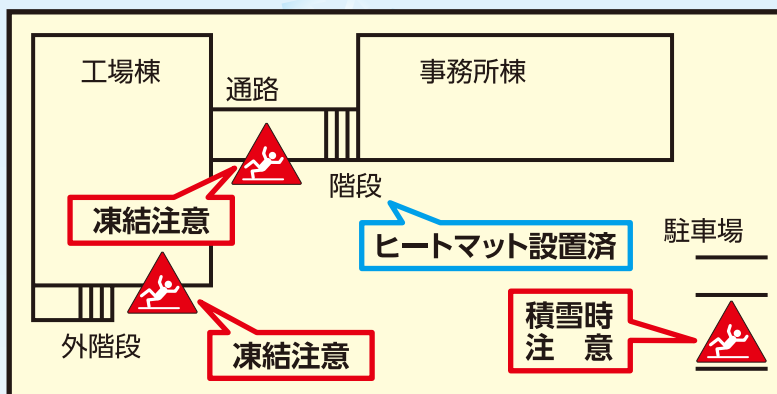 工場棟
通路
事務所棟
階段
凍結注意
ヒートマット設置済
駐車場
外階段
凍結注意
積雪時
注　意